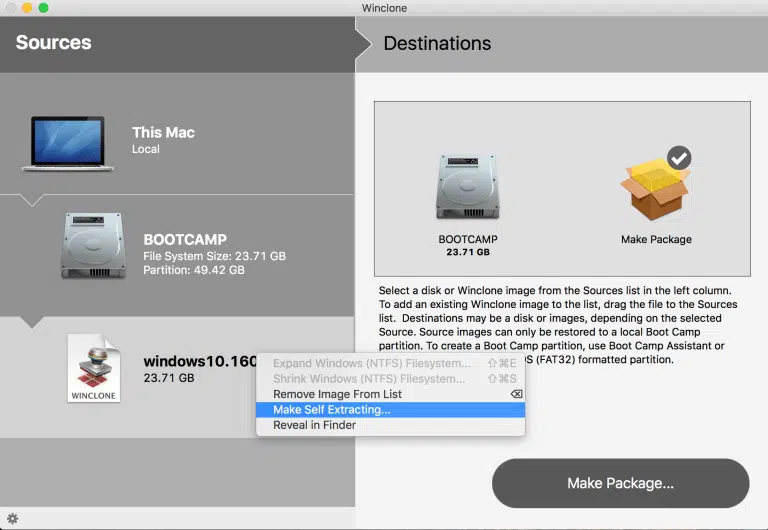 Winclone
Sources
Destinations
This Mac
Local
BOOTCAMP
File System Size: 23.71 GB
Partition: 49.42 GB
windows10.160
23.71 GB
WINCLONE
BOOTCAMP
23.71 GB
Make Package
Select a disk or Winclone image from the Sources list in the left column.
To add an existing Winclone image to the list, drag the file to the Sources
list. Destinations may be a disk or images, depending on the selected
Source. Source images can only be restored to a local Boot Camp
partition. To create a Boot Camp partition, use Boot Camp Assistant or
S (FAT32) formatted partition.
Expand Windows (NTFS) Filesystem... ⇧⌘E
Shrink Windows (NTFS) Filesystem... ⇧⌘S
Remove Image From List ⌫
Make Self Extracting...
Reveal in Finder
Make Package...